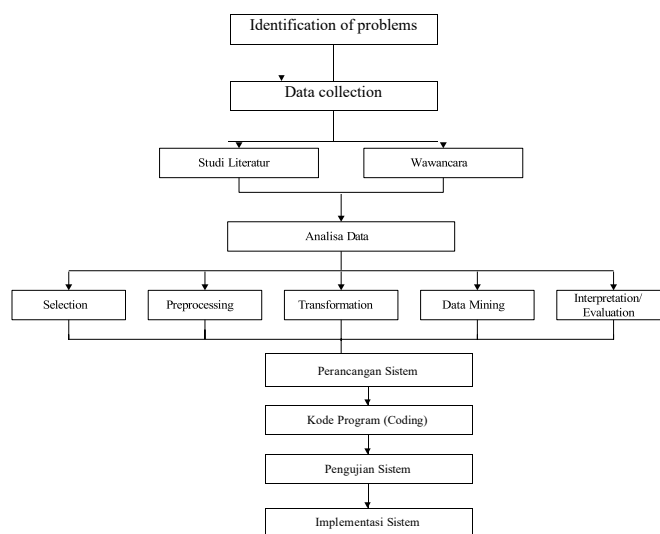 Identification of problems
Data collection
Studi Literatur
Wawancara
Analisa Data
Selection
Preprocessing
Transformation
Data Mining
Interpretation/
Evaluation
Perancangan Sistem
Kode Program (Coding)
Pengujian Sistem
Implementasi Sistem